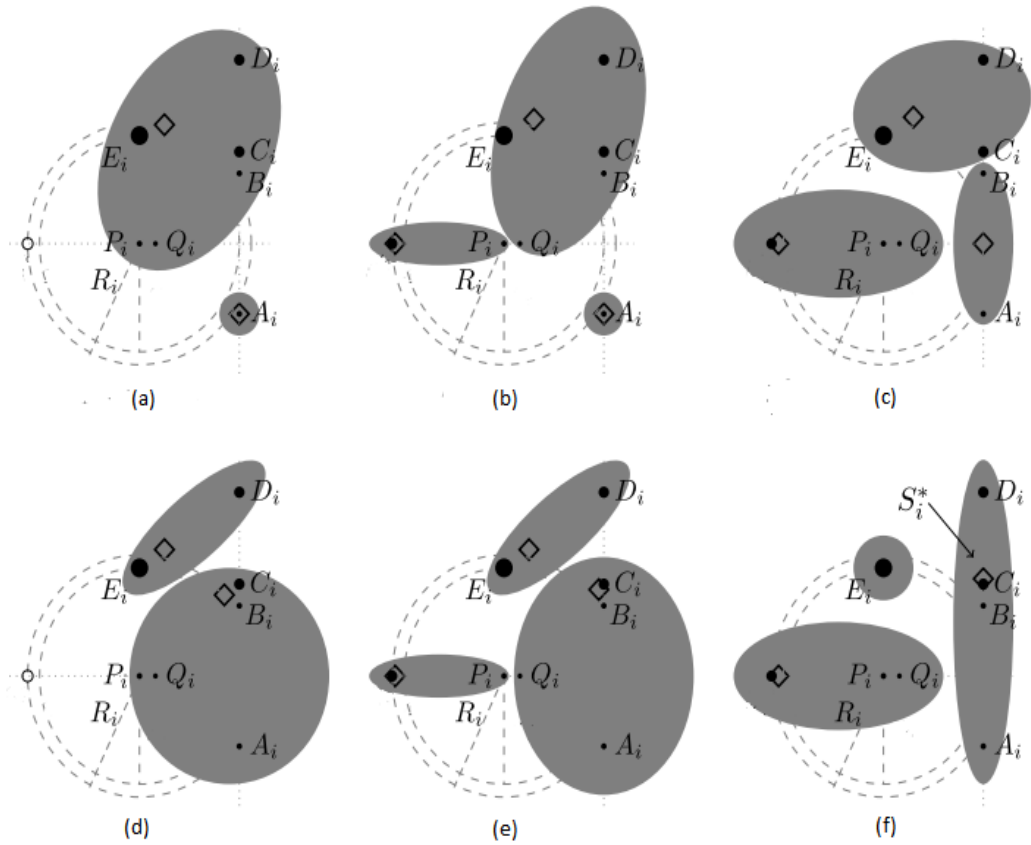 D_i D_i D_i
E_i C_i E_i C_i E_i C_i
B_i B_i B_i
P_i Q_i P_i Q_i P_i Q_i
R_i R_i R_i
A_i A_i A_i
(a) (b) (c)
D_i D_i S_i^* D_i
E_i C_i E_i C_i E_i C_i
B_i B_i B_i
P_i Q_i P_i Q_i P_i Q_i
R_i R_i R_i
A_i A_i A_i
(d) (e) (f)